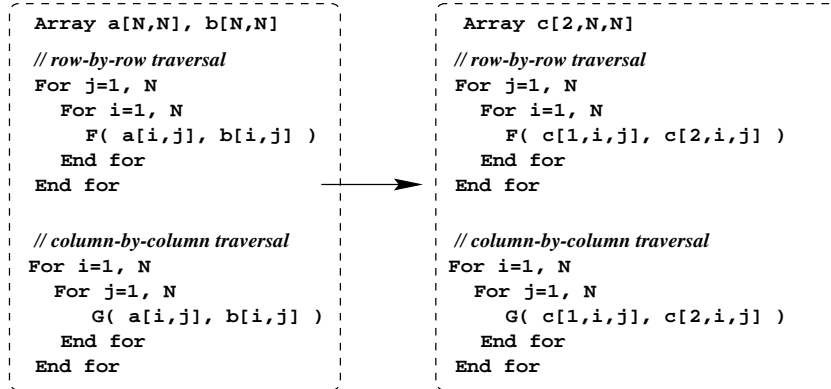 Array a[N,N], b[N,N]
// row-by-row traversal
For j=1, N
For i=1, N
F( a[i,j], b[i,j] )
End for
End for
// column-by-column traversal
For i=1, N
For j=1, N
G( a[i,j], b[i,j] )
End for
End for
Array c[2,N,N]
// row-by-row traversal
For j=1, N
For i=1, N
F( c[1,i,j], c[2,i,j] )
End for
End for
// column-by-column traversal
For i=1, N
For j=1, N
G( c[1,i,j], c[2,i,j] )
End for
End for